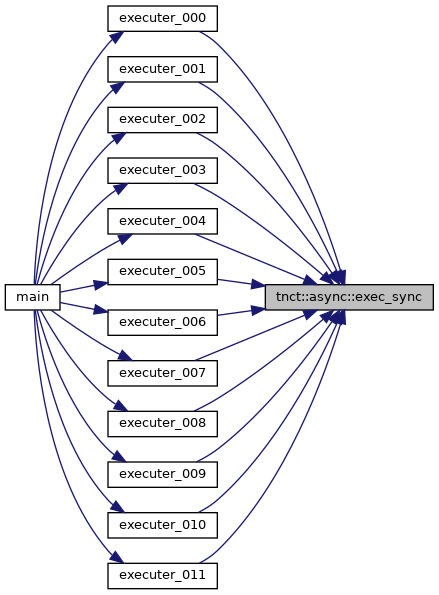 executer_000
executer_001
executer_002
executer_003
executer_004
executer_005
main
tnct::async::exec_sync
executer_006
executer_007
executer_008
executer_009
executer_010
executer_011